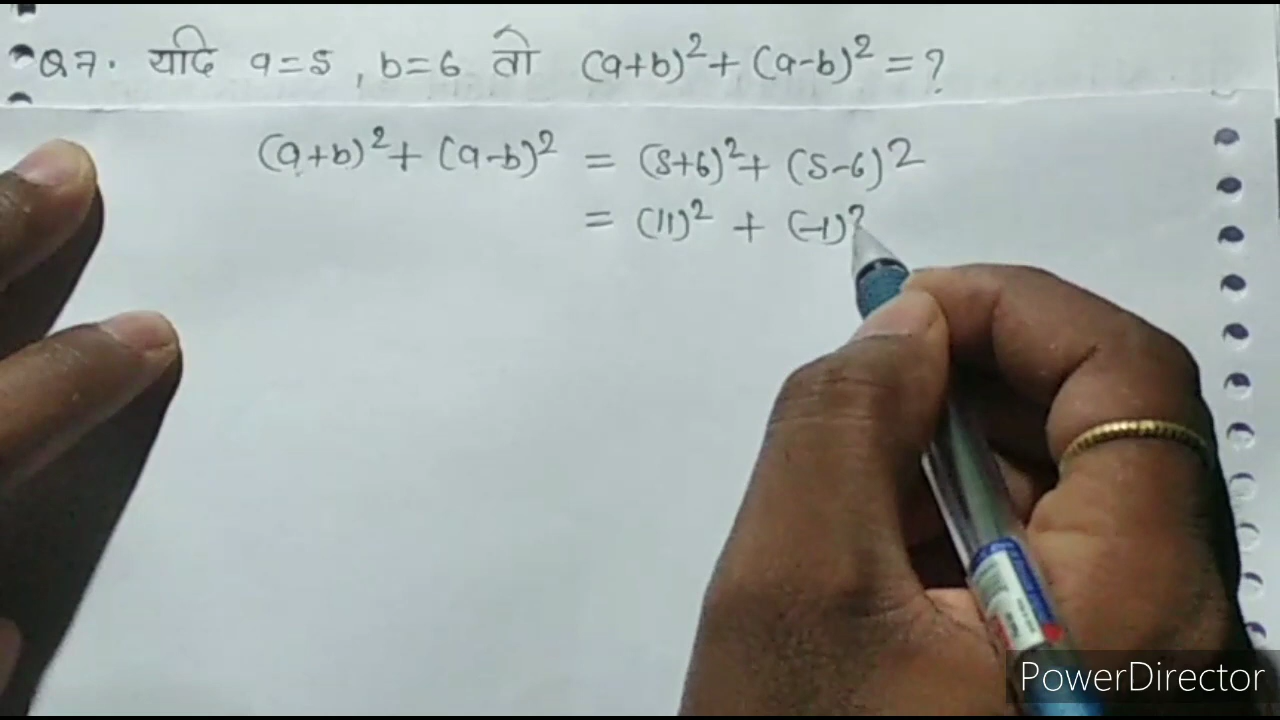 Q7. यदि a=5, b=6 तो (a+b)²+(a-b)²=?
(a+b)²+(a-b)² = (5+6)²+(5-6)²
= (11)² + (-1)²
PowerDirector